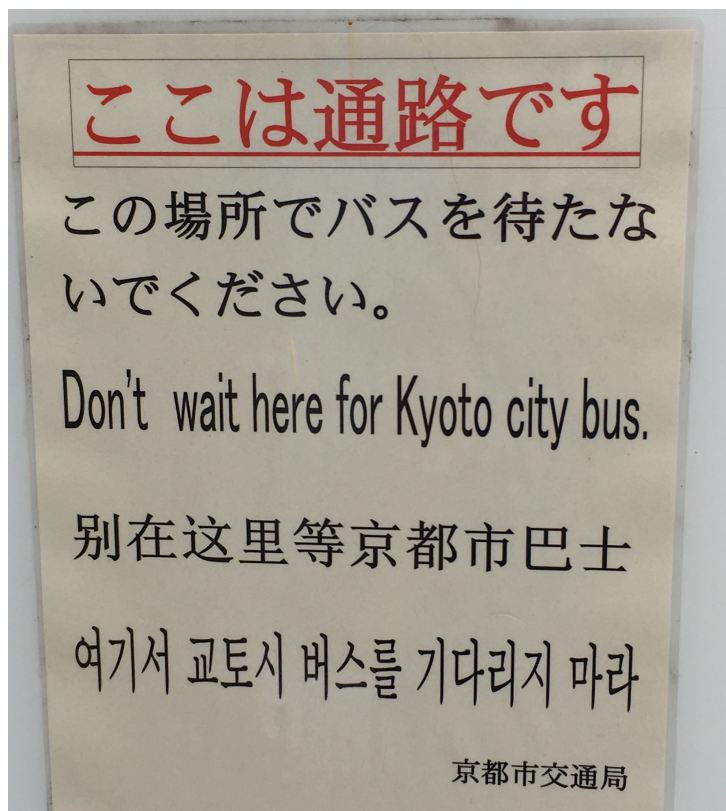 ここは通路です
この場所でバスを待たな
いでください。
Don't wait here for Kyoto city bus.
别在这里等京都市巴士
여기서 교토시 버스를 기다리지 마라
京都市交通局